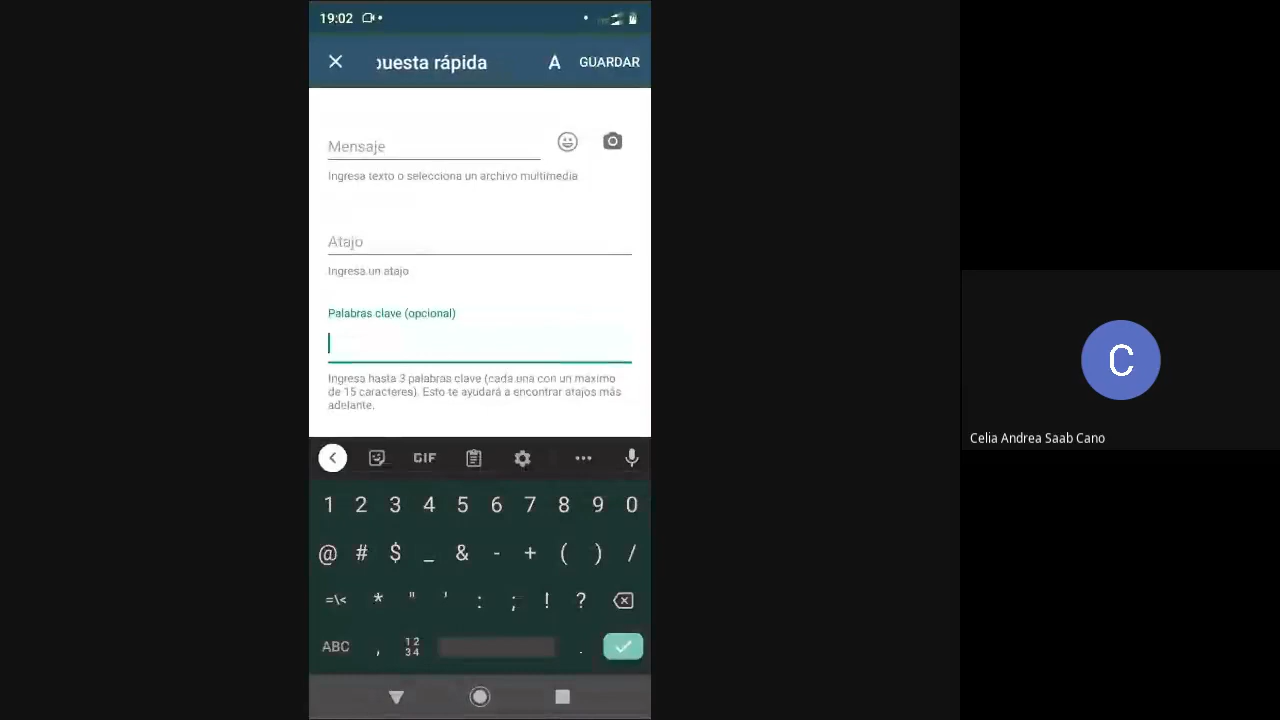 19:02
puesta rápida A GUARDAR
Mensaje
Ingresa texto o selecciona un archivo multimedia
Atajo
Ingresa un atajo
Palabras clave (opcional)
Ingresa hasta 3 palabras clave (cada una con un máximo
de 15 caracteres). Esto te ayudará a encontrar atajos más
adelante.
GIF
1 2 3 4 5 6 7 8 9 0
@ # $ _ & - + ( ) /
=\< * " ' : ; ! ?
ABC , 12 34 .
C
Celia Andrea Saab Cano